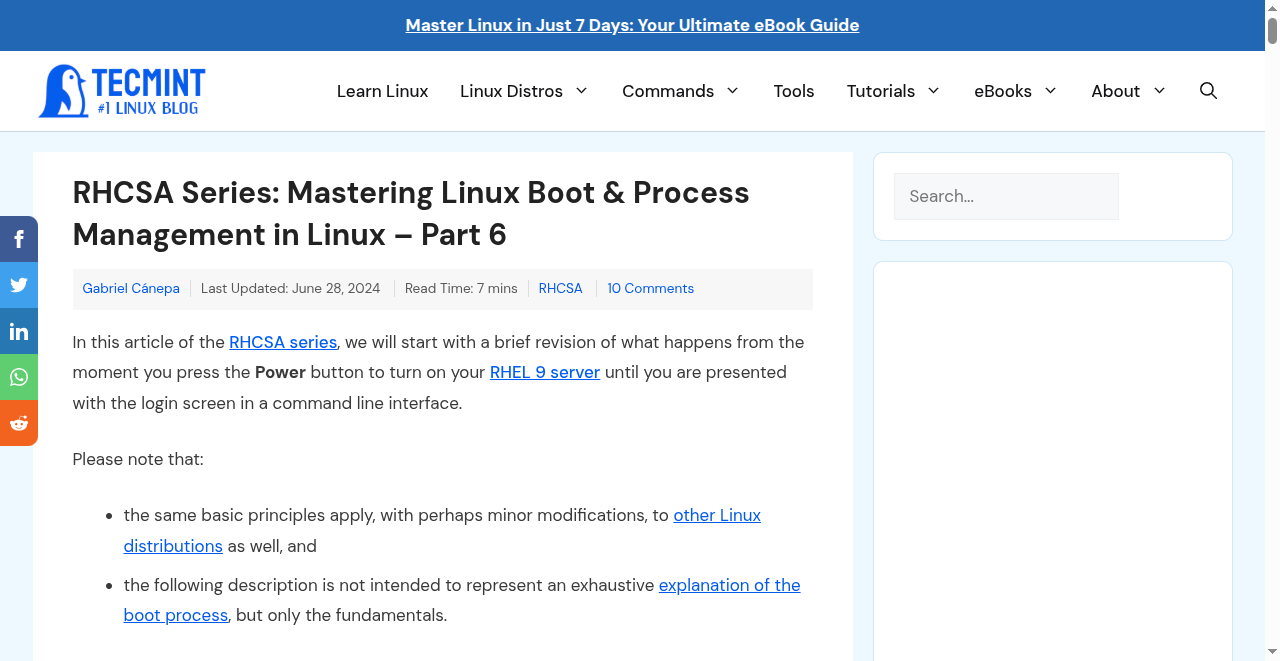 Master Linux in Just 7 Days: Your Ultimate eBook Guide
TECMINT
#1 LINUX BLOG
Learn Linux
Linux Distros
Commands
Tools
Tutorials
eBooks
About
RHCSA Series: Mastering Linux Boot & Process
Management in Linux – Part 6
Gabriel Cánepa
Last Updated: June 28, 2024
Read Time: 7 mins
RHCSA
10 Comments
In this article of the RHCSA series, we will start with a brief revision of what happens from the
moment you press the Power button to turn on your RHEL 9 server until you are presented
with the login screen in a command line interface.
Please note that:
the same basic principles apply, with perhaps minor modifications, to other Linux
distributions as well, and
the following description is not intended to represent an exhaustive explanation of the
boot process, but only the fundamentals.
Search...